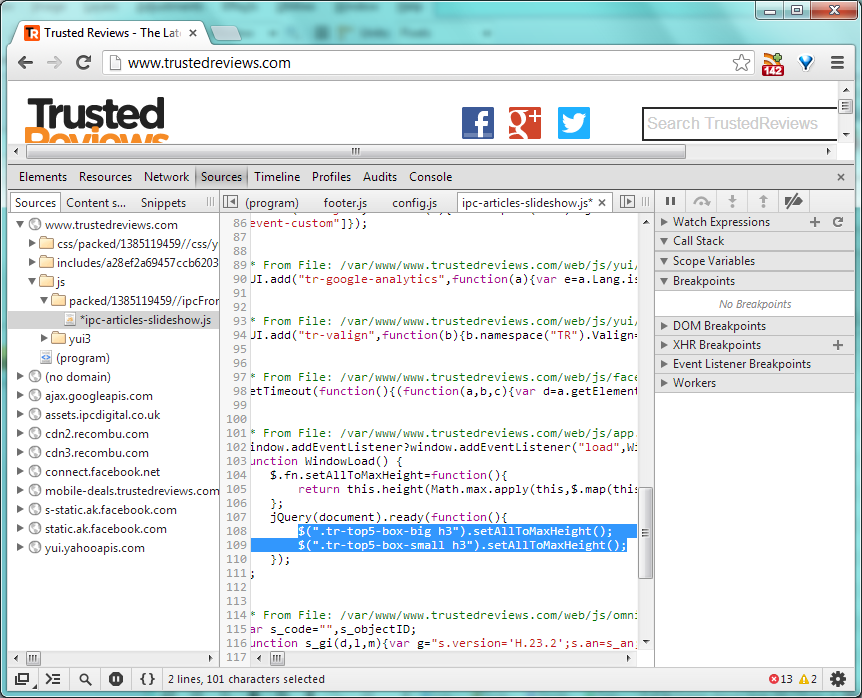 Trusted Reviews - The Late
www.trustedreviews.com
142
Trusted
Reviews
Search TrustedReviews
Elements Resources Network Sources Timeline Profiles Audits Console
Sources Content s... Snippets (program) footer.js config.js ipc-articles-slideshow.js*
www.trustedreviews.com
css/packed/1385119459//css/y
includes/a28ef2a69457ccb6203
js
packed/1385119459//ipcFron
*ipc-articles-slideshow.js
yui3
(program)
(no domain)
ajax.googleapis.com
assets.ipcdigital.co.uk
cdn2.recombu.com
cdn3.recombu.com
connect.facebook.net
mobile-deals.trustedreviews.com
s-static.ak.facebook.com
static.ak.facebook.com
yui.yahooapis.com
86 event-custom"]});
87
88
89 * From File: /var/www/www.trustedreviews.com/web/js/yui/
90 UI.add("tr-google-analytics",function(a){var e=a.Lang.is
91
92
93 * From File: /var/www/www.trustedreviews.com/web/js/yui/
94 UI.add("tr-valign",function(b){b.namespace("TR").Valign=
95
96
97 * From File: /var/www/www.trustedreviews.com/web/js/face
98 etTimeout(function(){(function(a,b,c){var d=a.getElement
99
100
101 * From File: /var/www/www.trustedreviews.com/web/js/app.
102 indow.addEventListener?window.addEventListener("load",Wi
103 unction WindowLoad() {
104 $.fn.setAllToMaxHeight=function(){
105 return this.height(Math.max.apply(this,$.map(this
106 };
107 jQuery(document).ready(function(){
108 $(".tr-top5-box-big h3").setAllToMaxHeight();
109 $(".tr-top5-box-small h3").setAllToMaxHeight();
110 });
111 ;
112
113
114 * From File: /var/www/www.trustedreviews.com/web/js/omni
115 ar s_code="",s_objectID;
116 unction s_gi(d,l,m){var g="s.version='H.23.2';s.an=s_an
117
Watch Expressions
Call Stack
Scope Variables
Breakpoints
No Breakpoints
DOM Breakpoints
XHR Breakpoints
Event Listener Breakpoints
Workers
2 lines, 101 characters selected
13 2